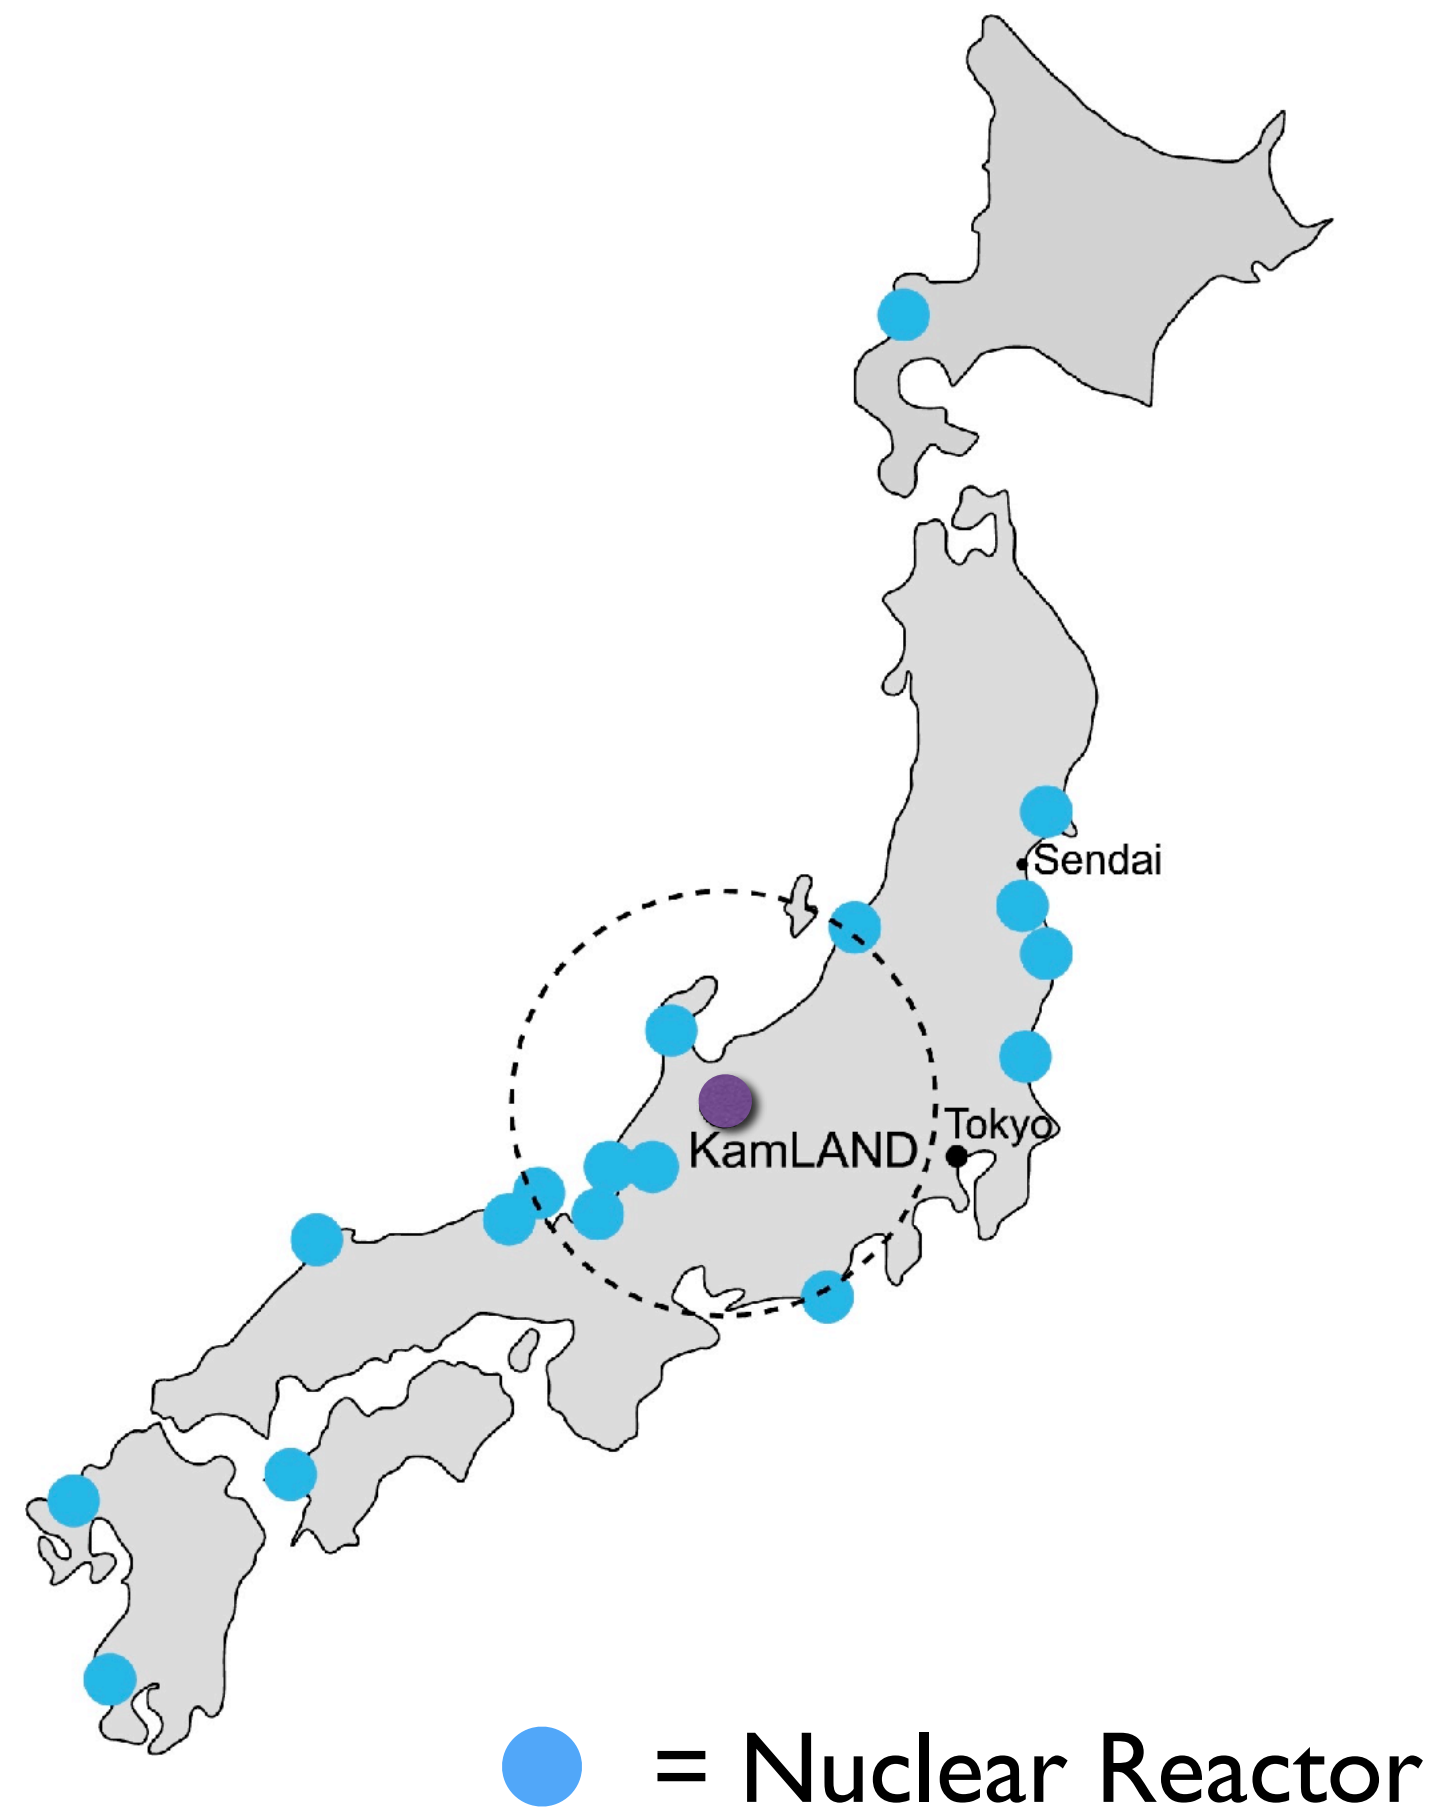 Sendai
Tokyo
KamLAND
= Nuclear Reactor